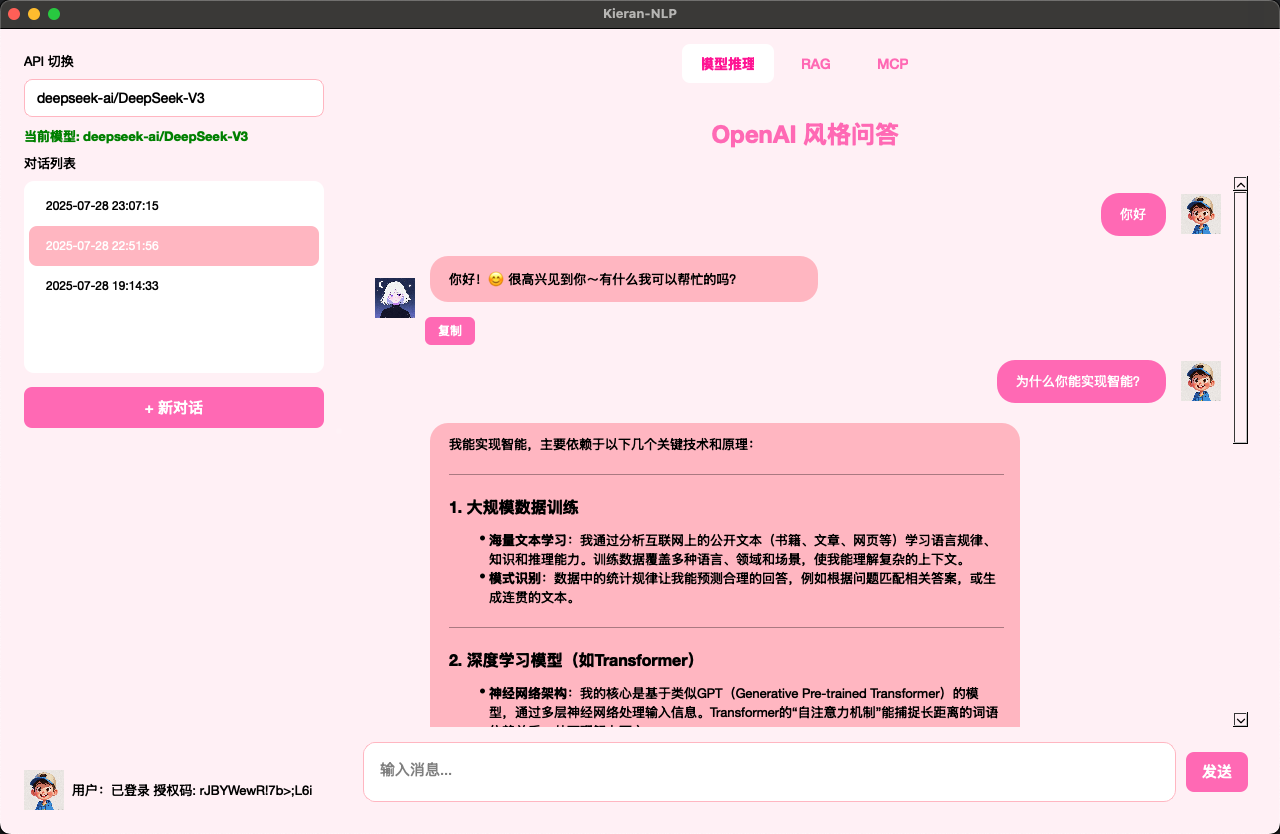 Kieran-NLP
API 切换
deepseek-ai/DeepSeek-V3
当前模型: deepseek-ai/DeepSeek-V3
对话列表
2025-07-28 23:07:15
2025-07-28 22:51:56
2025-07-28 19:14:33
+ 新对话
用户：已登录 授权码: rJBYWewR!7b>;L6i
模型推理
RAG
MCP
OpenAI 风格问答
你好
你好！😊 很高兴见到你～有什么我可以帮忙的吗?
复制
为什么你能实现智能?
我能实现智能，主要依赖于以下几个关键技术和原理：
1. 大规模数据训练
• 海量文本学习：我通过分析互联网上的公开文本（书籍、文章、网页等）学习语言规律、
知识和推理能力。训练数据覆盖多种语言、领域和场景，使我能理解复杂的上下文。
• 模式识别：数据中的统计规律让我能预测合理的回答，例如根据问题匹配相关答案，或生
成连贯的文本。
2. 深度学习模型（如Transformer）
• 神经网络架构：我的核心是基于类似GPT（Generative Pre-trained Transformer）的模
型，通过多层神经网络处理输入信息。Transformer的“自注意力机制”能捕捉长距离的词语
输入消息...
发送